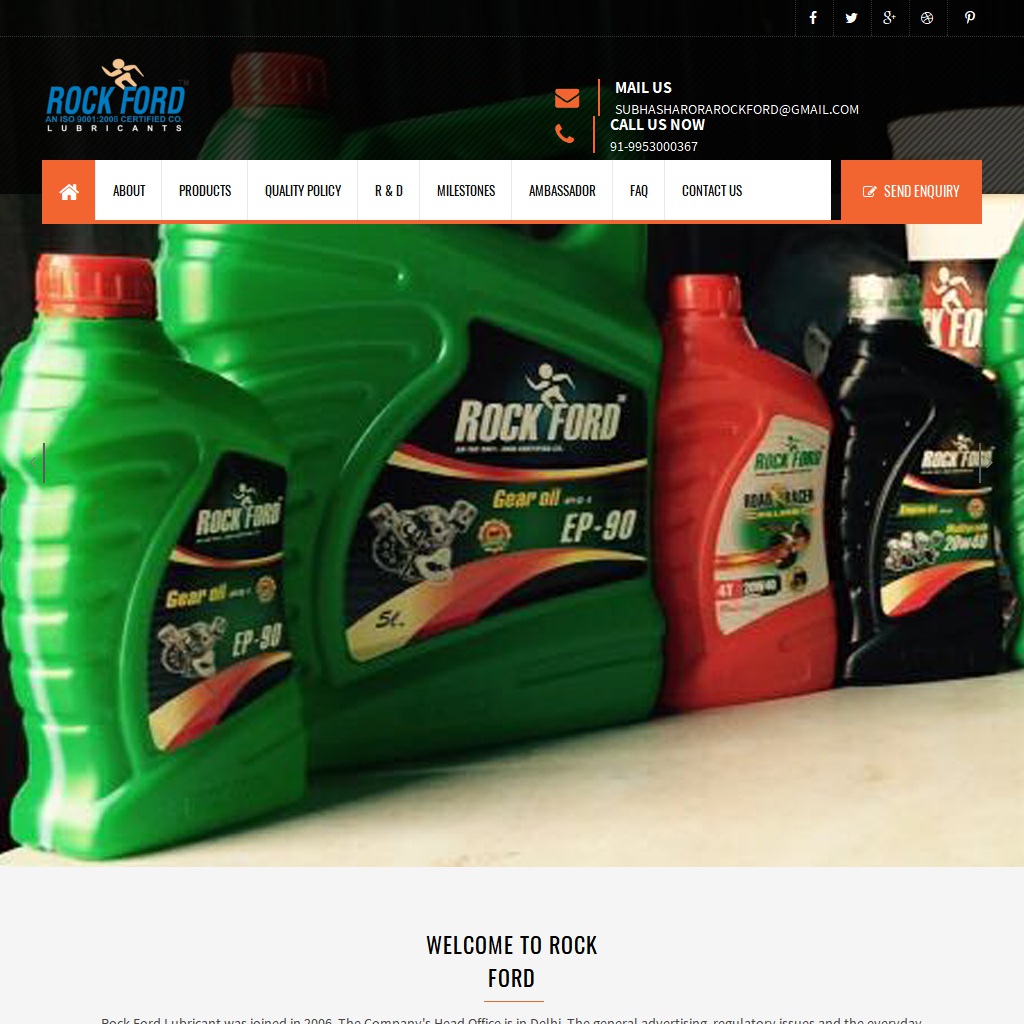 ROCK FORD
TM
AN ISO 9001:2008 CERTIFIED CO.
LUBRICANTS
MAIL US
SUBHASHARORAROCKFORD@GMAIL.COM
CALL US NOW
91-9953000367
ABOUT
PRODUCTS
QUALITY POLICY
R & D
MILESTONES
AMBASSADOR
FAQ
CONTACT US
SEND ENQUIRY
ROCK FORD
Gear oil
EP-90
5L.
ROCK FORD
Gear oil
EP-90
ROCK FORD
ROAD RACER
4T 20W40
ROCK FORD
20w40
WELCOME TO ROCK
FORD
Rock Ford Lubricant was joined in 2006. The Company's Head Office is in Delhi. The general advertising, regulatory issues and the everyday